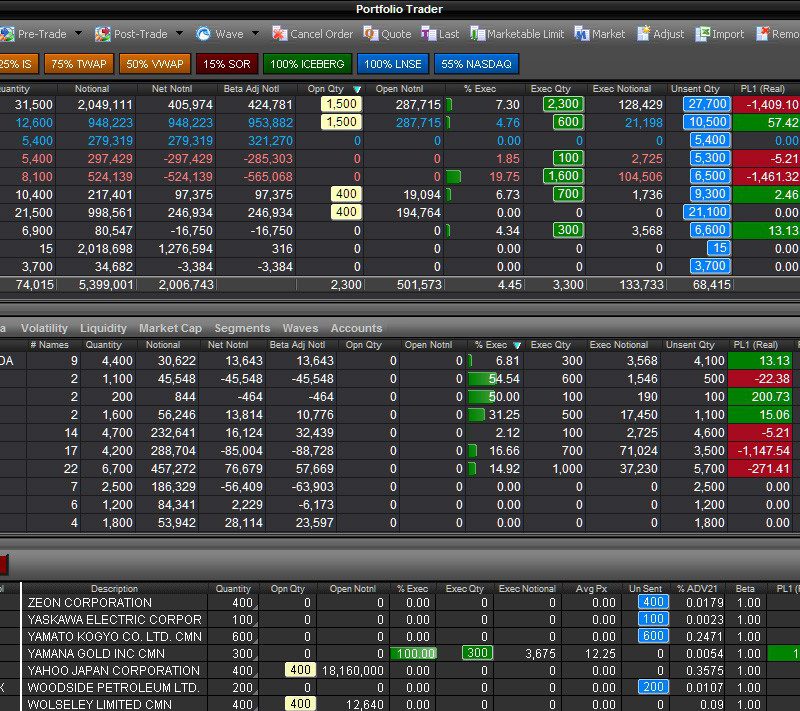 Portfolio Trader
Pre-Trade Post-Trade Wave Cancel Order Quote Last Marketable Limit Market Adjust Import Remo
25% IS 75% TWAP 50% VWAP 15% SOR 100% ICEBERG 100% LNSE 55% NASDAQ
uantity Notional Net Notnl Beta Adj Notl Opn Qty Open Notnl % Exec Exec Qty Exec Notional Unsent Qty PL1 (Real)
31,500 2,049,111 405,974 424,781 1,500 287,715 7.30 2,300 128,429 27,700 -1,409.10
12,600 948,223 948,223 953,882 1,500 287,715 4.76 600 21,198 10,500 57.42
5,400 279,319 279,319 321,270 0 0 0.00 0 0 5,400 0.00
5,400 297,429 -297,429 -285,303 0 0 1.85 100 2,725 5,300 -5.21
8,100 524,139 -524,139 -565,068 0 0 19.75 1,600 104,506 6,500 -1,461.32
10,400 217,401 97,375 97,375 400 19,094 6.73 700 1,736 9,300 2.46
21,500 998,561 246,934 246,934 400 194,764 0.00 0 0 21,100 0.00
6,900 80,547 -16,750 -16,750 0 0 4.34 300 3,568 6,600 13.13
15 2,018,698 1,276,594 316 0 0 0.00 0 0 15 0.00
3,700 34,682 -3,384 -3,384 0 0 0.00 0 0 3,700 0.00
74,015 5,399,001 2,006,743 2,300 501,573 4.45 3,300 133,733 68,415
a Volatility Liquidity Market Cap Segments Waves Accounts
# Names Quantity Notional Net Notnl Beta Adj Notl Opn Qty Open Notnl % Exec Exec Qty Exec Notional Unsent Qty PL1 (Real)
DA 9 4,400 30,622 13,643 13,643 0 0 6.81 300 3,568 4,100 13.13
2 1,100 45,548 -45,548 -45,548 0 0 54.54 600 1,546 500 -22.38
2 200 844 -464 -464 0 0 50.00 100 190 100 200.73
2 1,600 56,246 13,814 10,776 0 0 31.25 500 17,450 1,100 15.06
14 4,700 232,641 16,124 32,439 0 0 2.12 100 2,725 4,600 -5.21
17 4,200 288,704 -85,004 -88,728 0 0 16.66 700 71,024 3,500 -1,147.54
22 6,700 457,272 76,679 57,669 0 0 14.92 1,000 37,230 5,700 -271.41
7 2,500 186,329 -56,409 -63,903 0 0 0.00 0 0 2,500 0.00
6 1,200 84,341 2,229 -6,173 0 0 0.00 0 0 1,200 0.00
4 1,800 53,942 28,114 23,597 0 0 0.00 0 0 1,800 0.00
ol Description Quantity Opn Qty Open Notnl % Exec Exec Qty Exec Notional Avg Px Un Sent % ADV21 Beta PL1 (F
ZEON CORPORATION 400 0 0 0.00 0 0 0.00 400 0.0179 1.00
YASKAWA ELECTRIC CORPOR 100 0 0 0.00 0 0 0.00 100 0.0023 1.00
YAMATO KOGYO CO. LTD. CMN 600 0 0 0.00 0 0 0.00 600 0.2471 1.00
YAMANA GOLD INC CMN 300 0 0 100.00 300 3,675 12.25 0 0.0054 1.00 1
YAHOO JAPAN CORPORATION 400 400 18,160,000 0.00 0 0 0.00 0 0.3575 1.00
X WOODSIDE PETROLEUM LTD. 200 0 0 0.00 0 0 0.00 200 0.0107 1.00
WOLSELEY LIMITED CMN 400 400 12,640 0.00 0 0 0.00 0 0.09 1.00